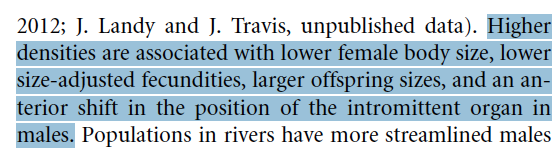 2012; J. Landy and J. Travis, unpublished data). Higher
densities are associated with lower female body size, lower
size-adjusted fecundities, larger offspring sizes, and an an-
terior shift in the position of the intromittent organ in
males. Populations in rivers have more streamlined males